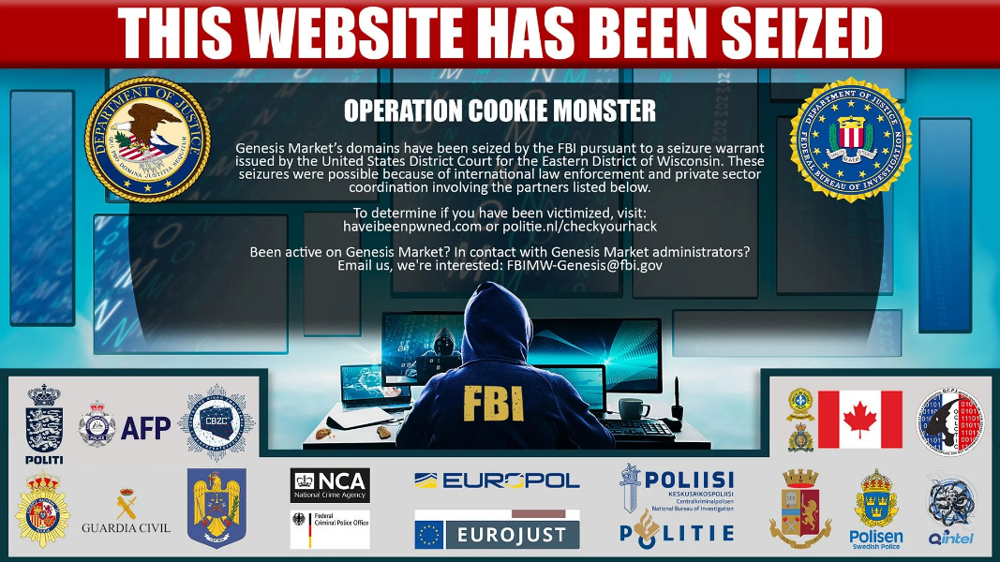 THIS WEBSITE HAS BEEN SEIZED
DEPARTMENT OF JUSTICE
QUI PRO DOMINA JUSTITIA SEQUITUR
DEPARTMENT OF JUSTICE
FEDERAL BUREAU OF INVESTIGATION
OPERATION COOKIE MONSTER
Genesis Market's domains have been seized by the FBI pursuant to a seizure warrant
issued by the United States District Court for the Eastern District of Wisconsin. These
seizures were possible because of international law enforcement and private sector
coordination involving the partners listed below.
To determine if you have been victimized, visit:
haveibeenpwned.com or politie.nl/checkyourhack
Been active on Genesis Market? In contact with Genesis Market administrators?
Email us, we're interested: FBIMW-Genesis@fbi.gov
FBI
POLITI
AFP
CBZC
GUARDIA CIVIL
NCA
National Crime Agency
Federal
Criminal Police Office
EUROPOL
EUROJUST
POLIISI
KESKUSRIKOSPOLIISI
Centralkriminalpolisen
National Bureau of Investigation
POLITIE
Polisen
Swedish Police
Qintel